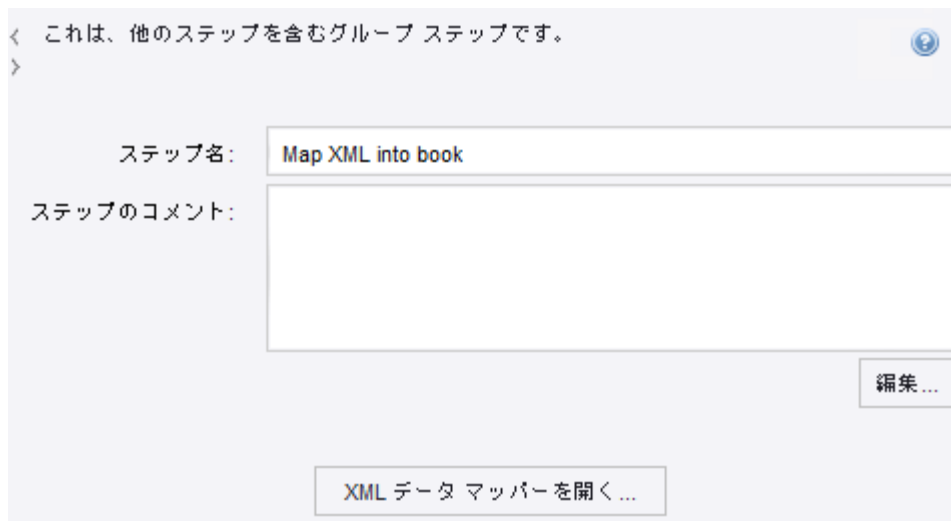 これは、他のステップを含むグループ ステップです。
ステップ名:
Map XML into book
ステップのコメント:
編集...
XML データ マッパーを開く...